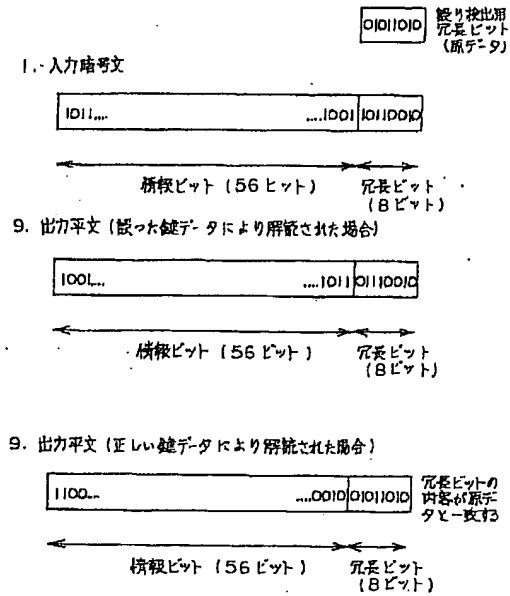 01011010
誤り検出用
冗長ビット
(原データ)
1.- 入力暗号文
1011.... ....1001 10110010
情報ビット (56 ビット) 冗長ビット
(8ビット)
9. 出力平文 (誤った鍵データにより解読された場合)
1001.... ....1011 01110010
情報ビット (56 ビット) 冗長ビット
(8ビット)
9. 出力平文 (正しい鍵データにより解読された場合)
1100... ....0010 01011010
冗長ビットの
内容が原デー
タと一致する
情報ビット (56 ビット) 冗長ビット
(8ビット)